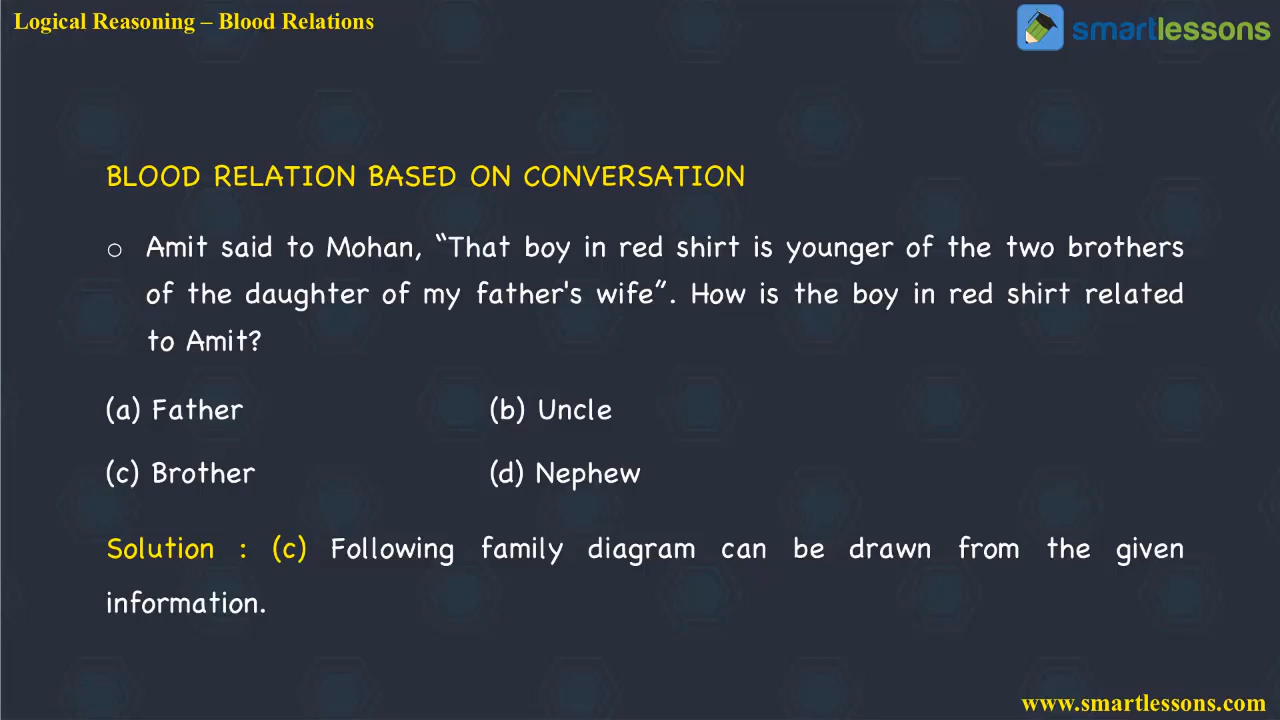 Logical Reasoning – Blood Relations
smartlessons
BLOOD RELATION BASED ON CONVERSATION
○ Amit said to Mohan, “That boy in red shirt is younger of the two brothers
of the daughter of my father's wife”. How is the boy in red shirt related
to Amit?
(a) Father (b) Uncle
(c) Brother (d) Nephew
Solution : (c) Following family diagram can be drawn from the given
information.
www.smartlessons.com